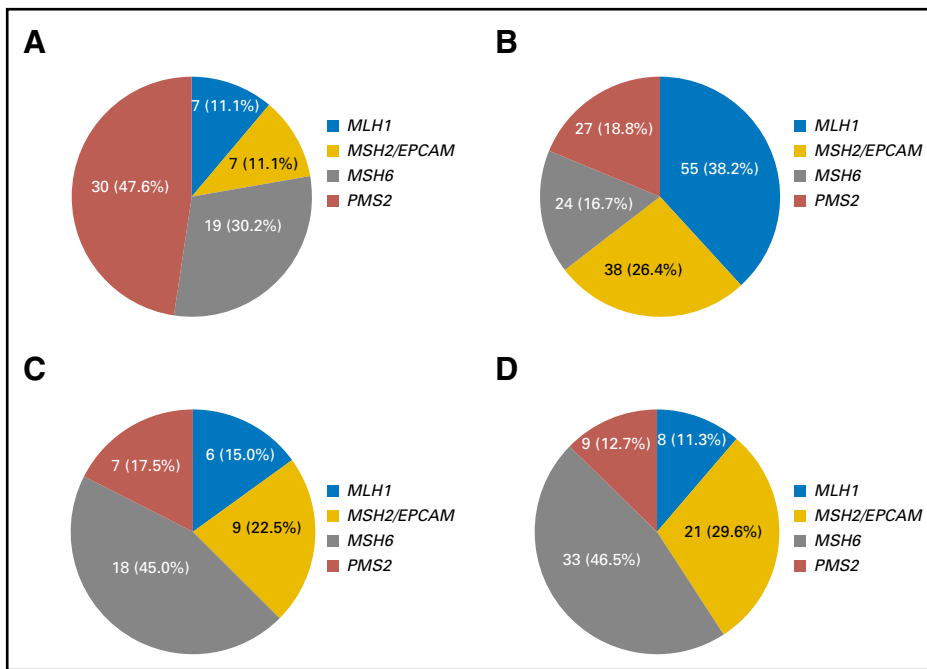 A
7 (11.1%)
7 (11.1%)
19 (30.2%)
30 (47.6%)
MLH1
MSH2/EPCAM
MSH6
PMS2
B
55 (38.2%)
38 (26.4%)
24 (16.7%)
27 (18.8%)
MLH1
MSH2/EPCAM
MSH6
PMS2
C
6 (15.0%)
9 (22.5%)
18 (45.0%)
7 (17.5%)
MLH1
MSH2/EPCAM
MSH6
PMS2
D
8 (11.3%)
21 (29.6%)
33 (46.5%)
9 (12.7%)
MLH1
MSH2/EPCAM
MSH6
PMS2